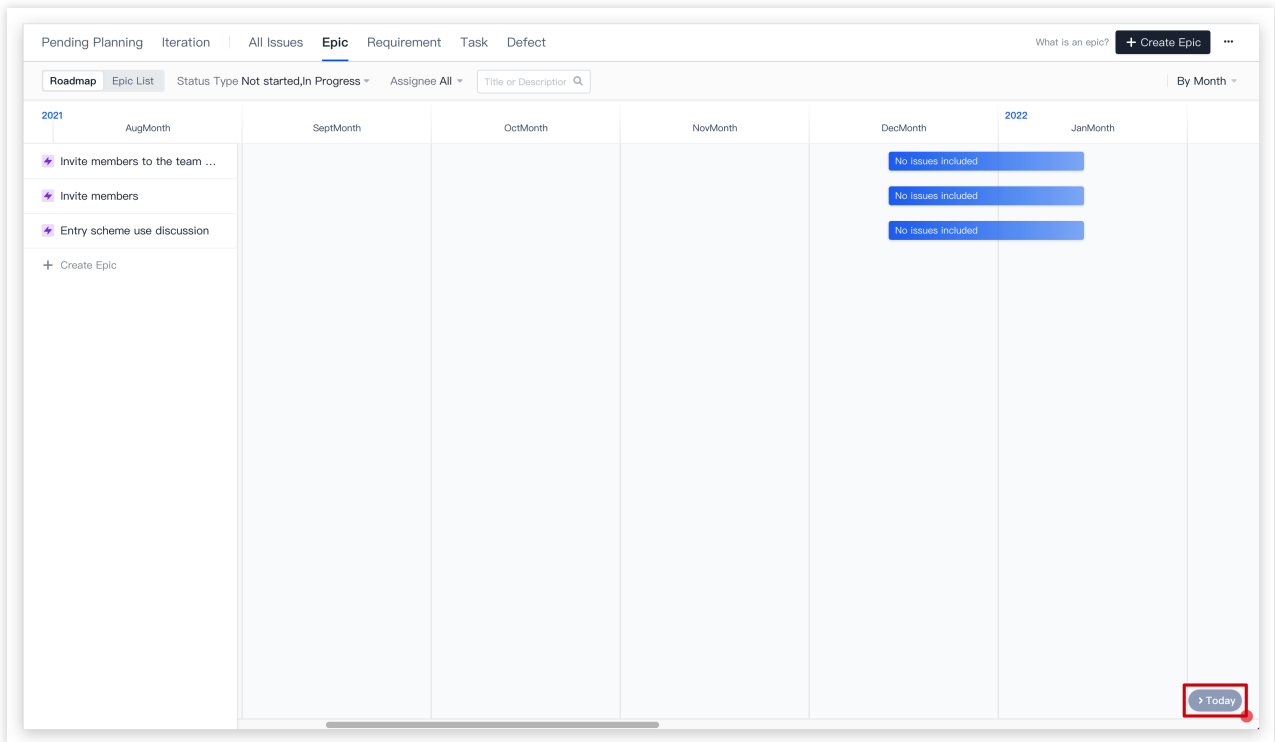 Pending Planning Iteration All Issues Epic Requirement Task Defect What is an epic? + Create Epic ...
Roadmap Epic List Status Type Not started,In Progress Assignee All Title or Description By Month
2021 2022
AugMonth SeptMonth OctMonth NovMonth DecMonth JanMonth
Invite members to the team ... No issues included
Invite members No issues included
Entry scheme use discussion No issues included
+ Create Epic
> Today